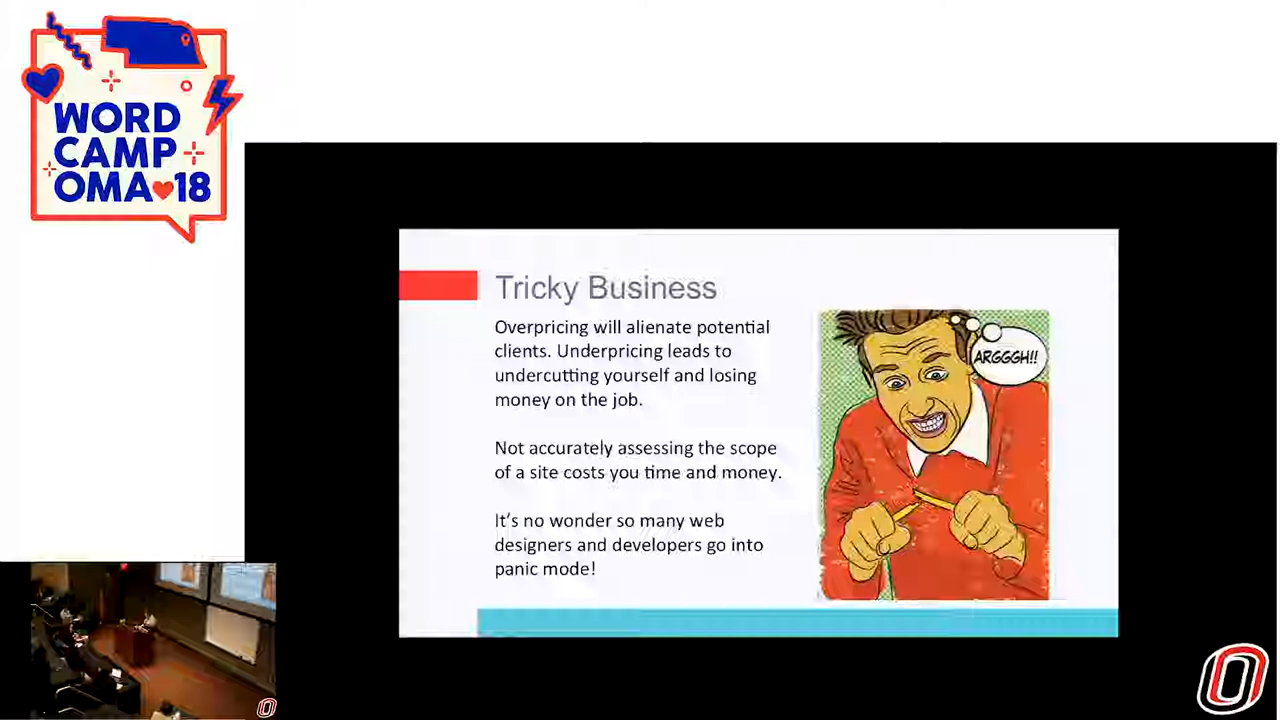 WORD
CAMP
OMA 18
Tricky Business
Overpricing will alienate potential
clients. Underpricing leads to
undercutting yourself and losing
money on the job.
Not accurately assessing the scope
of a site costs you time and money.
It's no wonder so many web
designers and developers go into
panic mode!
ARGGGH!!
O